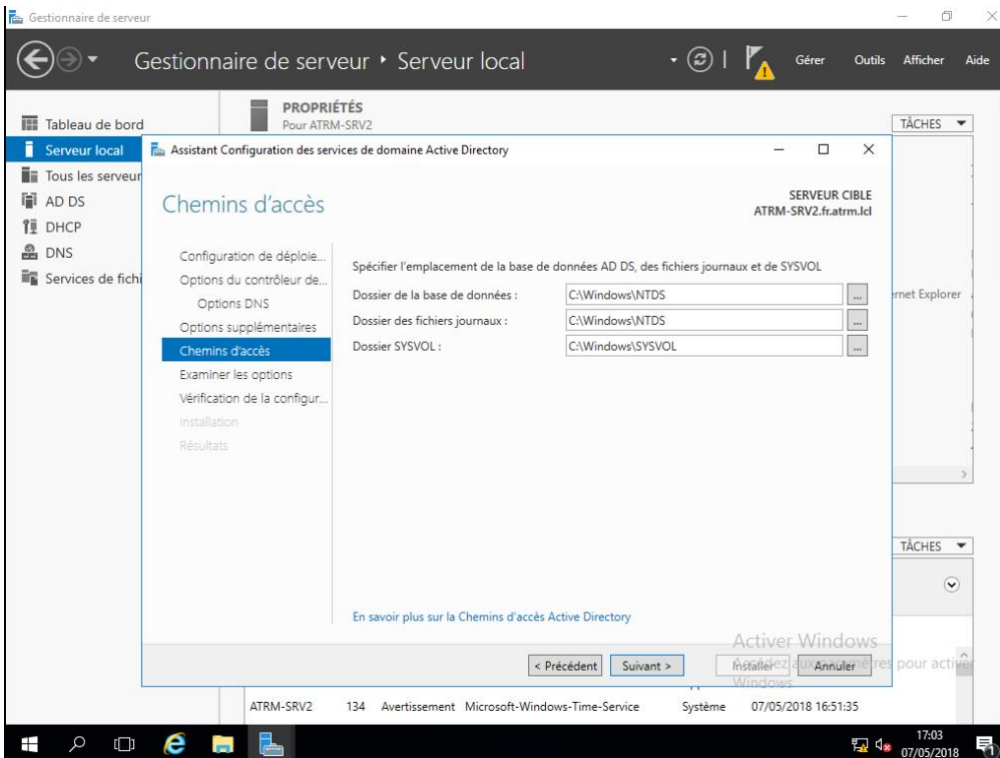 Gestionnaire de serveur
Gestionnaire de serveur ‣ Serveur local
Gérer Outils Afficher Aide
Tableau de bord
Serveur local
Tous les serveur
AD DS
DHCP
DNS
Services de fichi
PROPRIÉTÉS
Pour ATRM-SRV2
TÂCHES
Assistant Configuration des services de domaine Active Directory
Chemins d'accès
SERVEUR CIBLE
ATRM-SRV2.fr.atrm.lcl
Configuration de déploie...
Options du contrôleur de...
Options DNS
Options supplémentaires
Chemins d'accès
Examiner les options
Vérification de la configur...
Installation
Résultats
Spécifier l'emplacement de la base de données AD DS, des fichiers journaux et de SYSVOL
Dossier de la base de données : C:\Windows\NTDS ...
Dossier des fichiers journaux : C:\Windows\NTDS ...
Dossier SYSVOL : C:\Windows\SYSVOL ...
En savoir plus sur la Chemins d'accès Active Directory
rnet Explorer
TÂCHES
< Précédent Suivant > Installer Annuler
Activer Windows
Accédez aux paramètres pour activer
Windows
ATRM-SRV2 134 Avertissement Microsoft-Windows-Time-Service Système 07/05/2018 16:51:35
17:03
07/05/2018
1